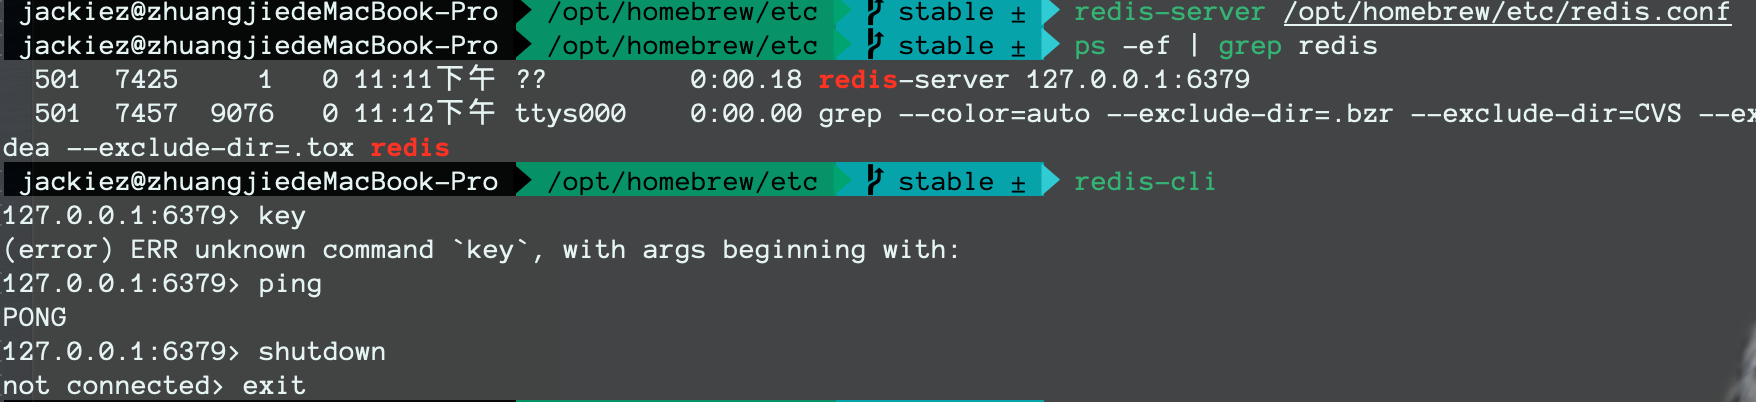 jackiez@zhuangjiedeMacBook-Pro /opt/homebrew/etc stable ± redis-server /opt/homebrew/etc/redis.conf
jackiez@zhuangjiedeMacBook-Pro /opt/homebrew/etc stable ± ps -ef | grep redis
501 7425 1 0 11:11下午 ?? 0:00.18 redis-server 127.0.0.1:6379
501 7457 9076 0 11:12下午 ttys000 0:00.00 grep --color=auto --exclude-dir=.bzr --exclude-dir=CVS --ex
dea --exclude-dir=.tox redis
jackiez@zhuangjiedeMacBook-Pro /opt/homebrew/etc stable ± redis-cli
127.0.0.1:6379> key
(error) ERR unknown command `key`, with args beginning with:
127.0.0.1:6379> ping
PONG
127.0.0.1:6379> shutdown
not connected> exit